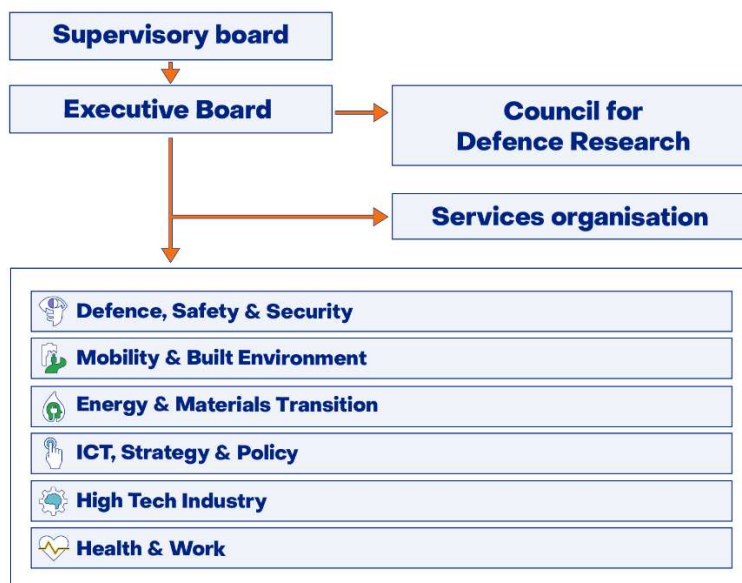 Supervisory board
Executive Board
Council for
Defence Research
Services organisation
Defence, Safety & Security
Mobility & Built Environment
Energy & Materials Transition
ICT, Strategy & Policy
High Tech Industry
Health & Work